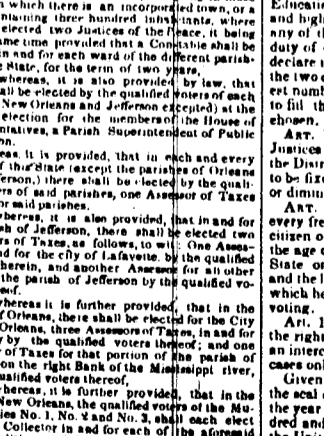 n which there is an incorporated town, or a
ntaining three hundred inhabitants, where
elected two Justices of the Peace, it being
me time provided that a Constable shall be
n and for each ward of the different parish-
e State, for the term of two years,
whereas, it is also provided by law, that
all be elected by the qualified voters of each
New Orleans and Jefferson excepted) at the
election for the members of the House of
ntatives, a Parish Superintendent of Public
on.
eas, it is provided, that in each and every
f this State (except the parishes of Orleans
ferson,) there shall be elected by the quali-
rs of said parishes, one Assessor of Taxes
or said parishes.
hereas, it is also provided, that in and for
sh of Jefferson, there shall be elected two
rs of Taxes, as follows, to wit: One Asses-
d for the city of Lafayette, by the qualified
herein, and another Assessor for all other
the parish of Jefferson by the qualified vo-
eof.
hereas it is further provided, that in the
f Orleans, there shall be elected for the City
Orleans, three Assessors of Taxes, in and for
y by the qualified voters thereof; and one
r of Taxes for that portion of the parish of
on the right Bank of the Mississippi river,
ualified voters thereof,
hereas, it is further provided, that in the
New Orleans, the qualified voters of the Mu-
ies No. 1, No. 2 and No. 3, shall each elect
Collector in and for each of the aforesaid
Educati
and high
any of t
duty of
declare
the two
est numb
to fill th
chosen.
ART.
Justices
the Distr
to be fix
or dimin
ART.
every fre
citizen o
the age o
State or
and the l
which he
voting.
Art. 1
the right
an interc
cases onl
Given
the seal
the year
dred and